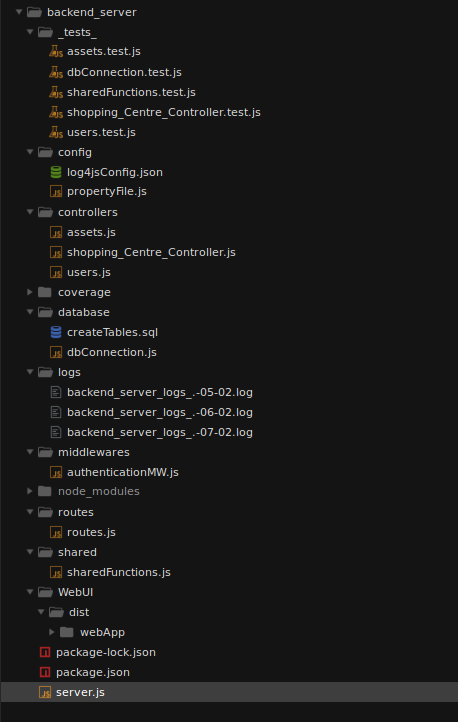 backend_server
_tests_
assets.test.js
dbConnection.test.js
sharedFunctions.test.js
shopping_Centre_Controller.test.js
users.test.js
config
log4jsConfig.json
propertyFile.js
controllers
assets.js
shopping_Centre_Controller.js
users.js
coverage
database
createTables.sql
dbConnection.js
logs
backend_server_logs_.-05-02.log
backend_server_logs_.-06-02.log
backend_server_logs_.-07-02.log
middlewares
authenticationMW.js
node_modules
routes
routes.js
shared
sharedFunctions.js
WebUI
dist
webApp
package-lock.json
package.json
server.js